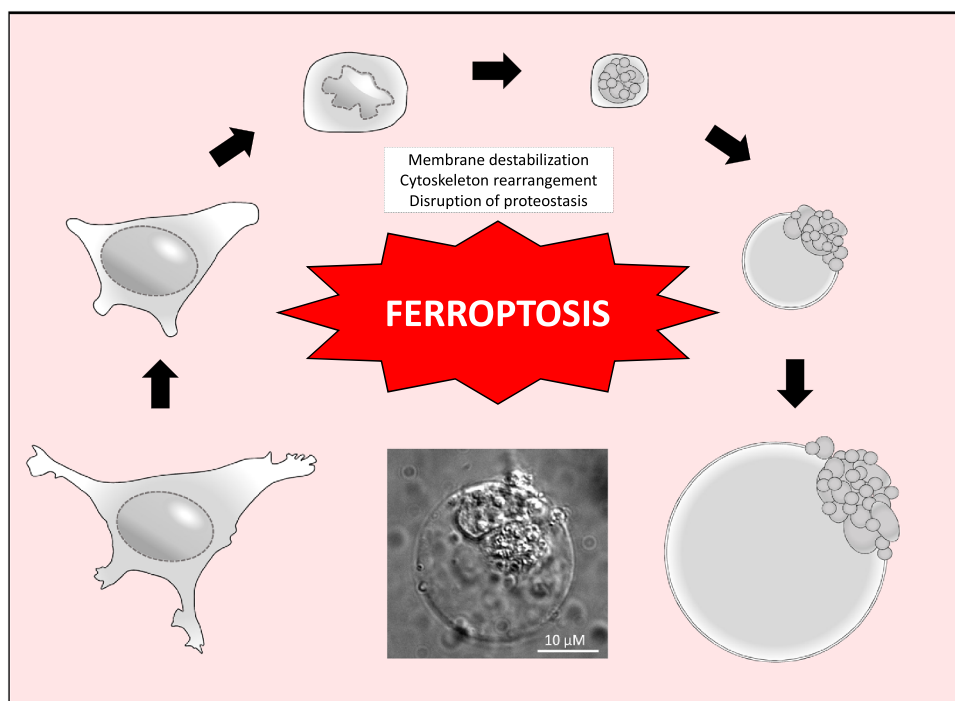 Membrane destabilization
Cytoskeleton rearrangement
Disruption of proteostasis
FERROPTOSIS
10 µM